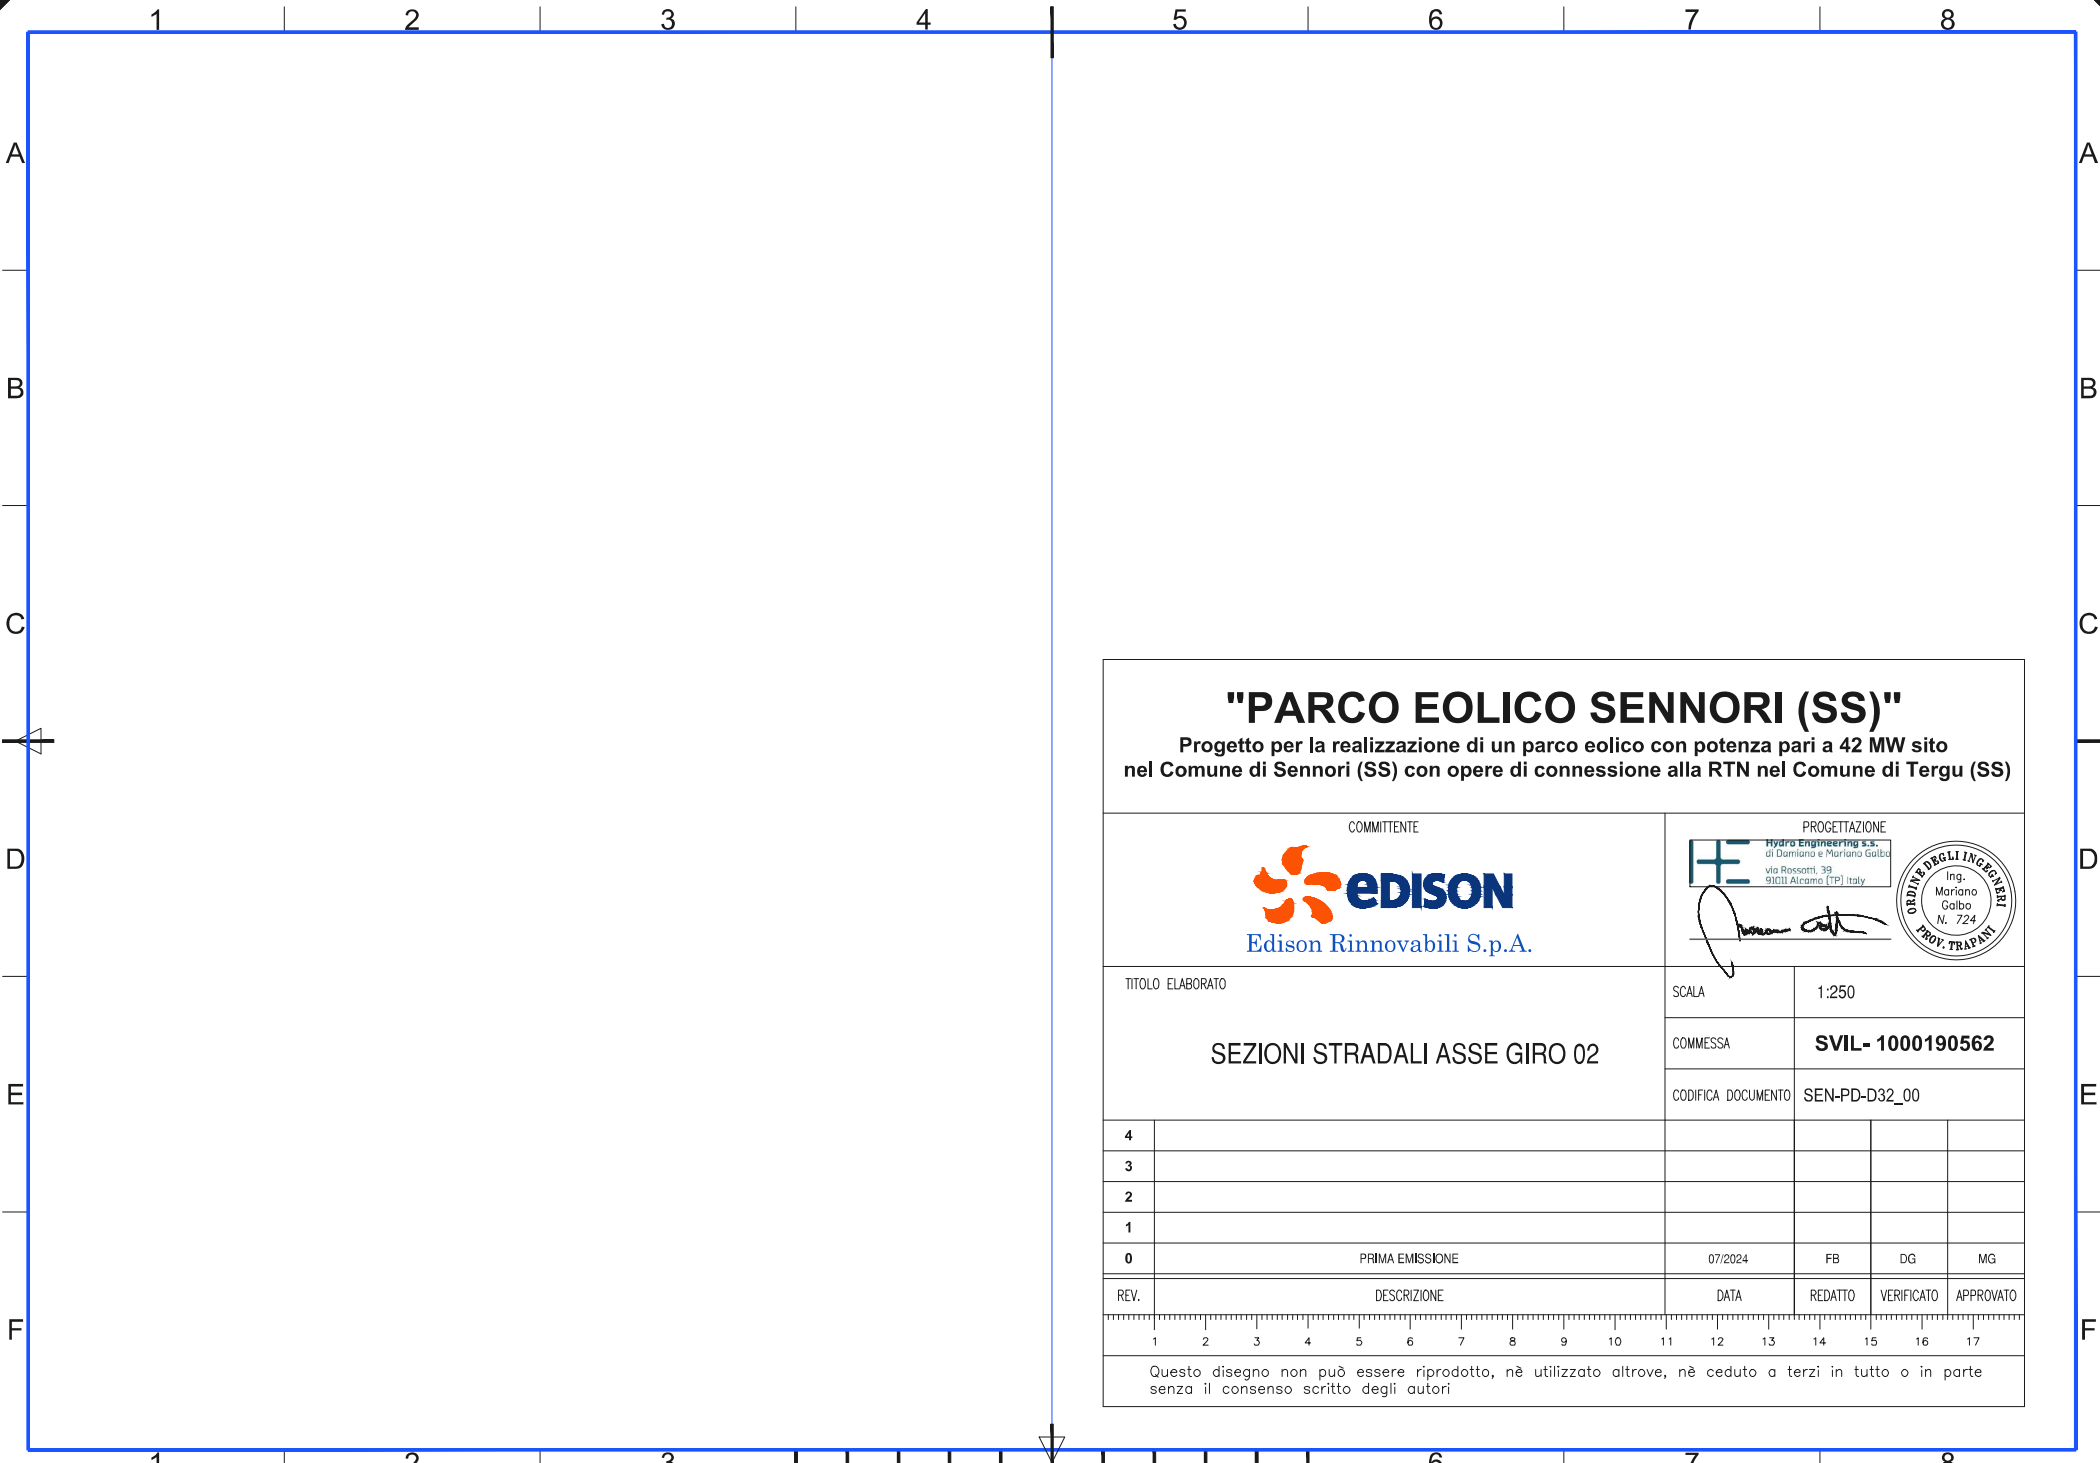 1 2 3 4 5 6 7 8
A A
B B
C C
"PARCO EOLICO SENNORI (SS)"
Progetto per la realizzazione di un parco eolico con potenza pari a 42 MW sito
nel Comune di Sennori (SS) con opere di connessione alla RTN nel Comune di Tergu (SS)
COMMITTENTE
EDISON
Edison Rinnovabili S.p.A.
PROGETTAZIONE
Hydro Engineering s.s.
di Damiano e Mariano Galbo
via Rossotti, 39
91011 Alcamo (TP) Italy
ORDINE DEGLI INGEGNERI
Ing.
Mariano
Galbo
N. 724
PROV. TRAPANI
D D
TITOLO ELABORATO
SEZIONI STRADALI ASSE GIRO 02
SCALA 1:250
COMMESSA SVIL- 1000190562
CODIFICA DOCUMENTO SEN-PD-D32_00
E E
4
3
2
1
0 PRIMA EMISSIONE 07/2024 FB DG MG
REV. DESCRIZIONE DATA REDATTO VERIFICATO APPROVATO
1 2 3 4 5 6 7 8 9 10 11 12 13 14 15 16 17
F F
Questo disegno non può essere riprodotto, nè utilizzato altrove, nè ceduto a terzi in tutto o in parte
senza il consenso scritto degli autori
1 2 3 6 7 8